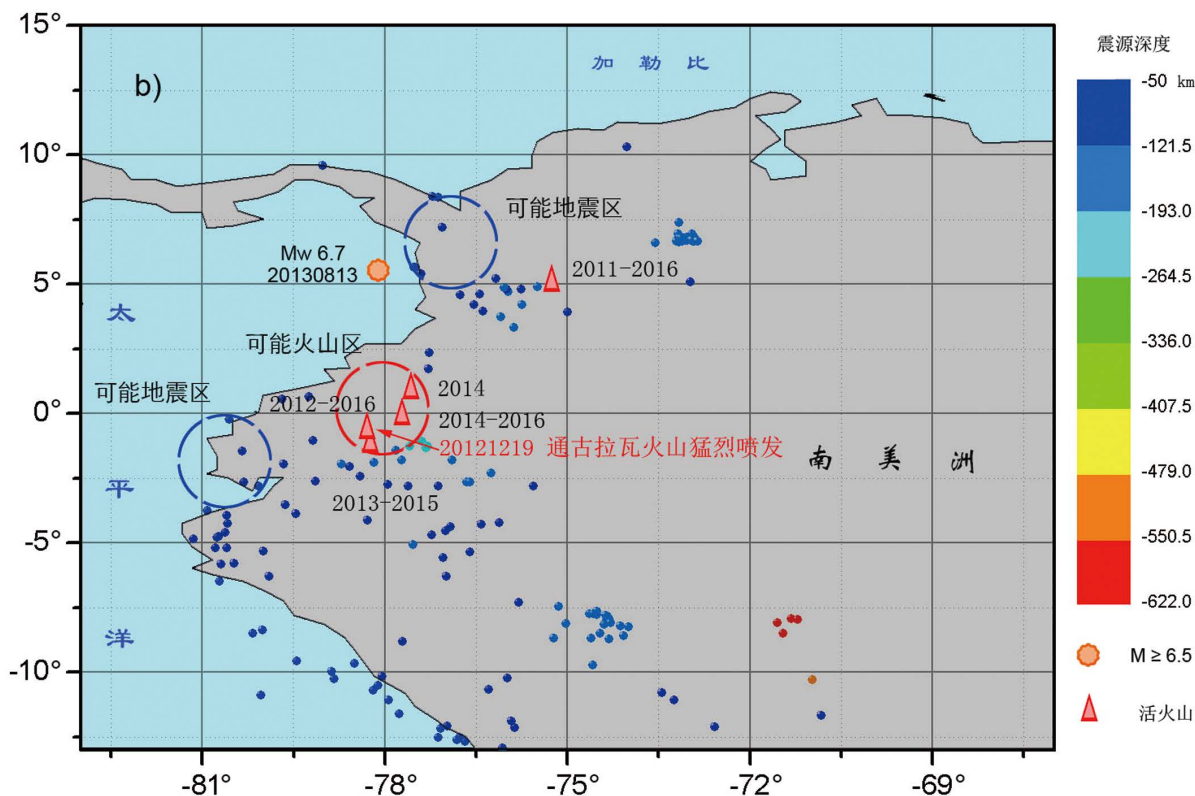 b)
加勒比
可能地震区
Mw 6.7
20130813
2011-2016
太
平
洋
可能火山区
可能地震区
2014
2012-2016
2014-2016
20121219 通古拉瓦火山猛烈喷发
2013-2015
南美洲
15°
10°
5°
0°
-5°
-10°
-81°
-78°
-75°
-72°
-69°
震源深度
-50 km
-121.5
-193.0
-264.5
-336.0
-407.5
-479.0
-550.5
-622.0
M ≥ 6.5
活火山